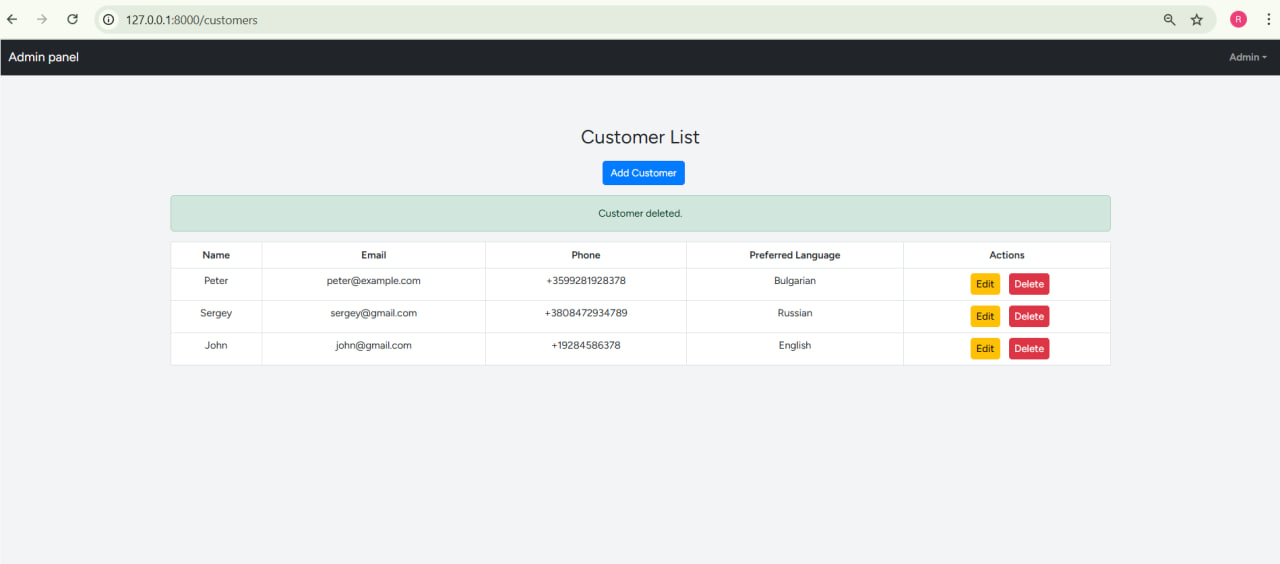 127.0.0.1:8000/customers
R
Admin panel Admin
Customer List
Add Customer
Customer deleted.
Name Email Phone Preferred Language Actions
Peter peter@example.com +3599281928378 Bulgarian Edit Delete
Sergey sergey@gmail.com +3808472934789 Russian Edit Delete
John john@gmail.com +19284586378 English Edit Delete